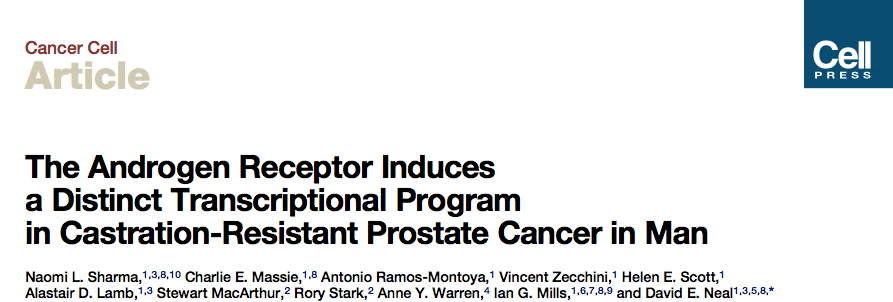 Cancer Cell
Article
Cell
PRESS
The Androgen Receptor Induces
a Distinct Transcriptional Program
in Castration-Resistant Prostate Cancer in Man
Naomi L. Sharma,1,3,8,10 Charlie E. Massie,1,8 Antonio Ramos-Montoya,1 Vincent Zecchini,1 Helen E. Scott,1
Alastair D. Lamb,1,3 Stewart MacArthur,2 Rory Stark,2 Anne Y. Warren,4 Ian G. Mills,1,6,7,8,9 and David E. Neal1,3,5,8,*